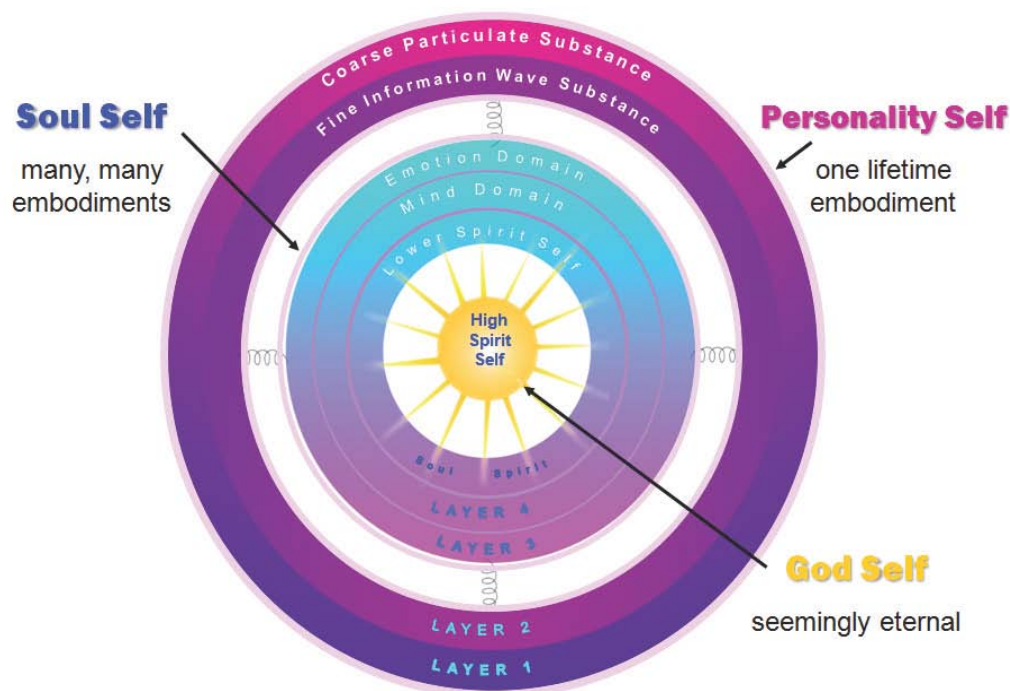 Coarse Particulate Substance
Fine Information Wave Substance
Soul Self
many, many
embodiments
Personality Self
one lifetime
embodiment
Emotion Domain
Mind Domain
Lower Spirit Self
High
Spirit
Self
Soul Spirit
LAYER 4
LAYER 3
God Self
seemingly eternal
LAYER 2
LAYER 1